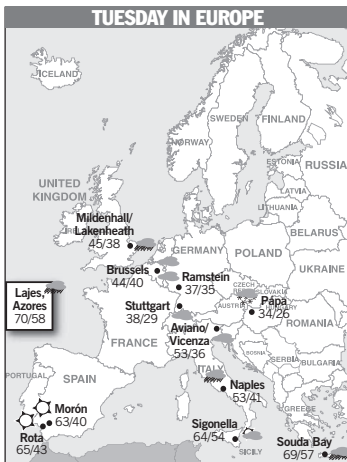 TUESDAY IN EUROPE
ICELAND
SWEDEN
FINLAND
NORWAY
ESTONIA
RUSSIA
LATVIA
LITHUANIA
UNITED
KINGDOM
Mildenhall/
Lakenheath
45/38
BELARUS
GERMANY
POLAND
UKRAINE
Brussels
44/40
Ramstein
37/35
CZECH
SLOVAKIA
Lajes,
Azores
70/58
Stuttgart
38/29
AUSTRIA
HUNGARY
Pápa
34/26
Aviano/
Vicenza
53/36
ROMANIA
FRANCE
BOSNIA
SERBIA
BULGARIA
ITALY
PORTUGAL
SPAIN
Morón
63/40
Naples
53/41
GREECE
Rota
65/43
Sigonella
64/54
SICILY
Souda Bay
69/57